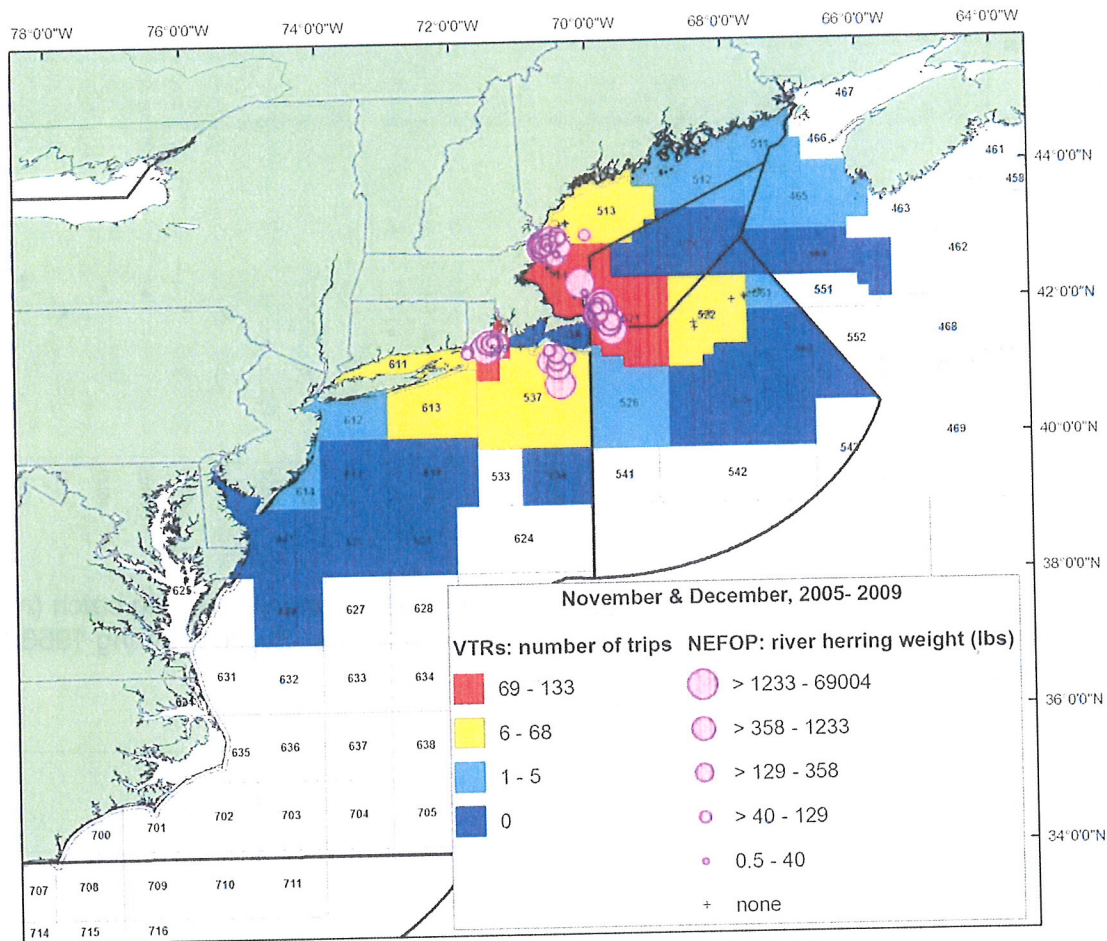 78°0'0"W 76°0'0"W 74°0'0"W 72°0'0"W 70°0'0"W 68°0'0"W 66°0'0"W 64°0'0"W
467
466
461
511
44°0'0"N
458
512
465
463
513
462
42°0'0"N
551
522
552
468
611
537
613
526
469
612
40°0'0"N
533
541
542
614
624
38°0'0"N
625
627
628
631
632
633
634
36°0'0"N
635
636
637
638
700
701
702
703
704
705
34°0'0"N
707
708
709
710
711
714
715
716
November & December, 2005- 2009
VTRs: number of trips
69 - 133
6 - 68
1 - 5
0
NEFOP: river herring weight (lbs)
> 1233 - 69004
> 358 - 1233
> 129 - 358
> 40 - 129
0.5 - 40
none